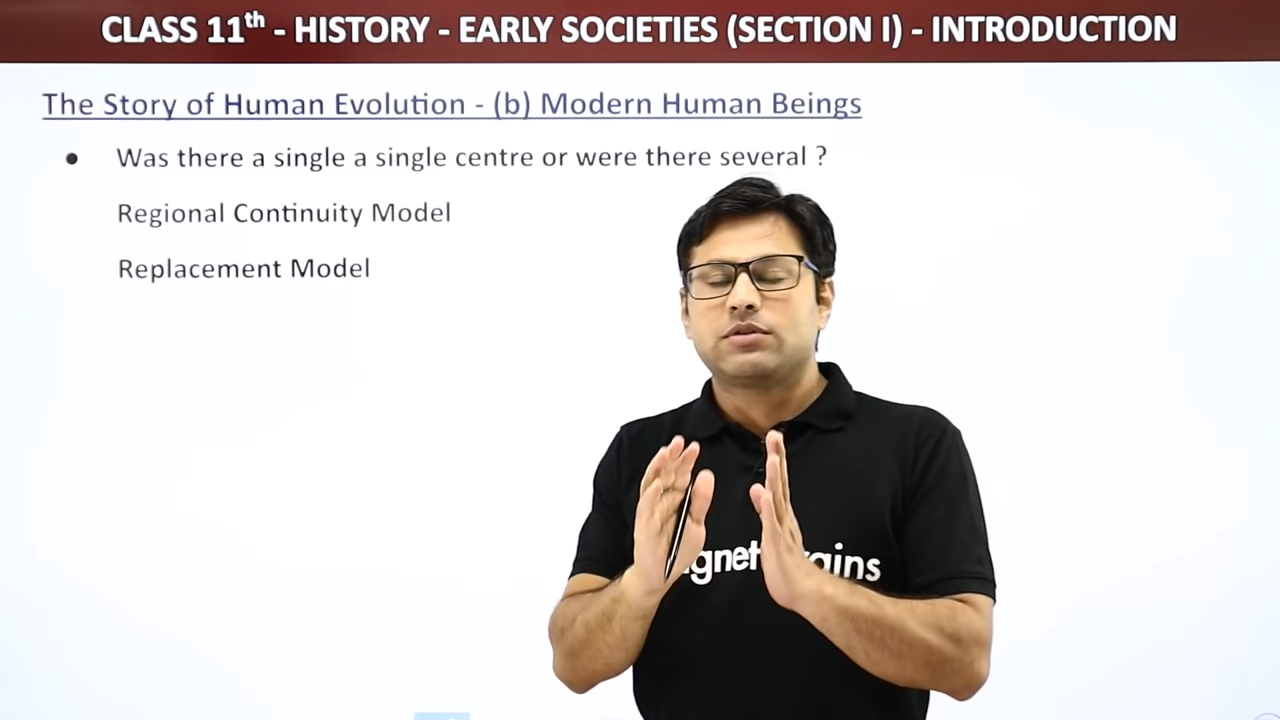 CLASS 11th - HISTORY - EARLY SOCIETIES (SECTION I) - INTRODUCTION
The Story of Human Evolution - (b) Modern Human Beings
● Was there a single a single centre or were there several ?
Regional Continuity Model
Replacement Model